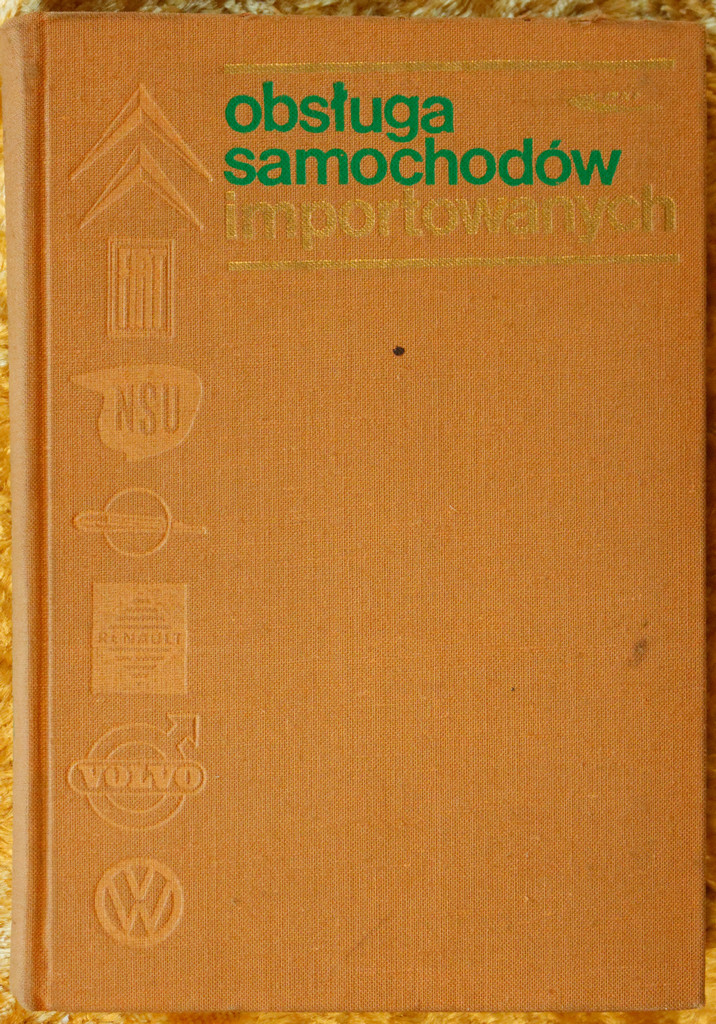 obsługa
samochodów
importowanych
FIAT
NSU
RENAULT
VOLVO
VW